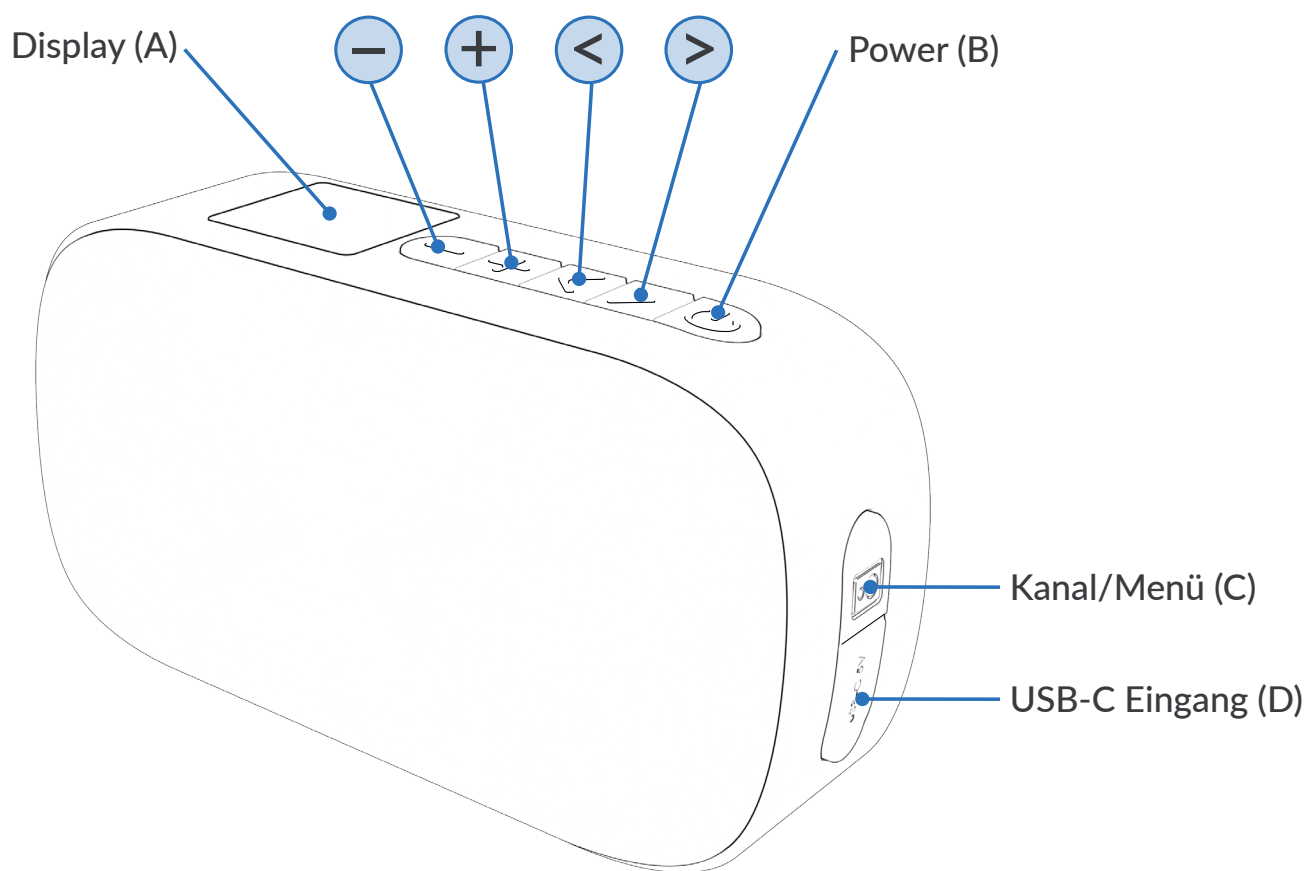 Display (A)
− + < >
Power (B)
Kanal/Menü (C)
USB-C Eingang (D)